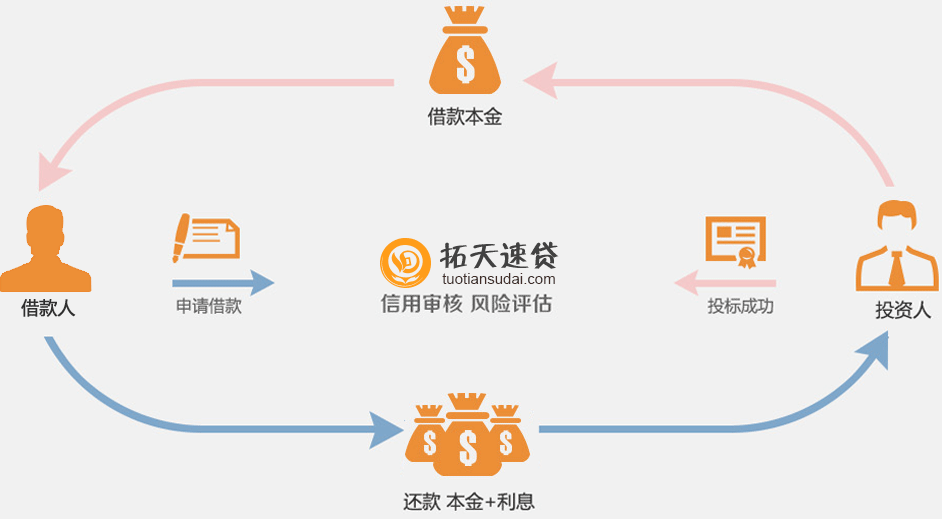 借款本金
拓天速贷
tuotiansudai.com
信用审核 风险评估
申请借款
投标成功
借款人
投资人
还款 本金+利息